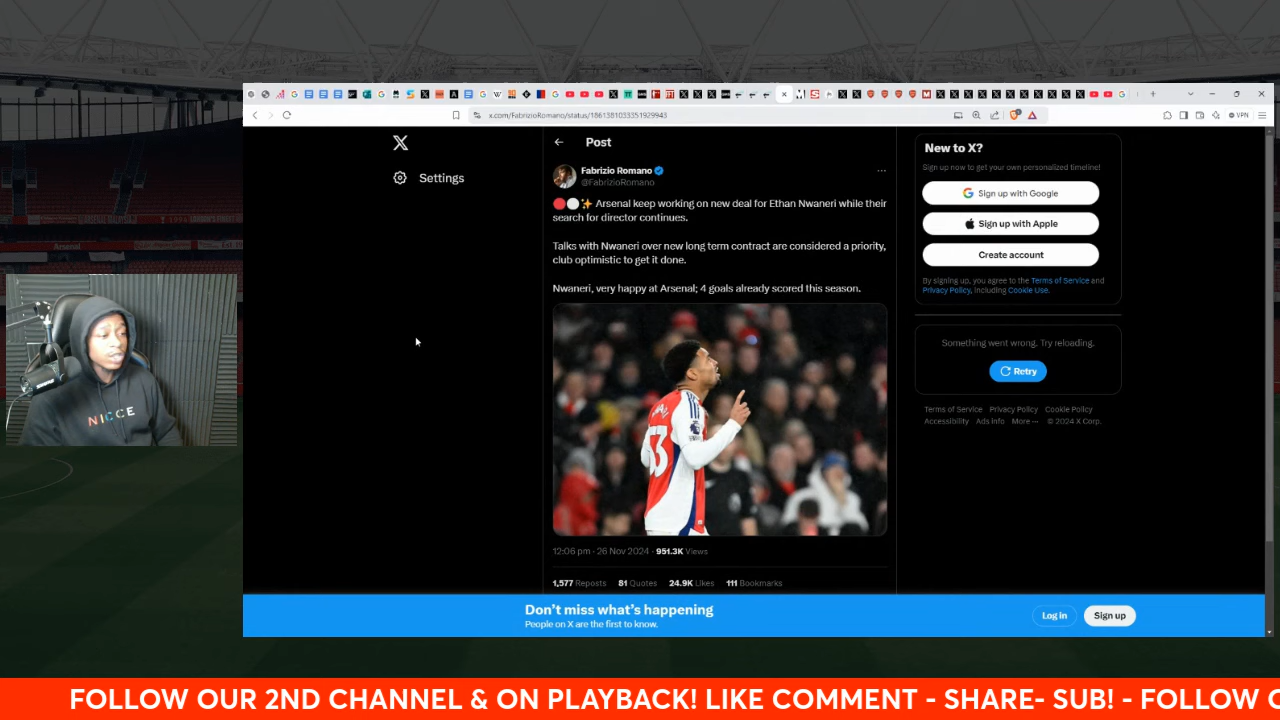 x.com/FabrizioRomano/status/1861381033351929943
VPN
Settings
Post
Fabrizio Romano
@FabrizioRomano
Arsenal keep working on new deal for Ethan Nwaneri while their
search for director continues.
Talks with Nwaneri over new long term contract are considered a priority,
club optimistic to get it done.
Nwaneri, very happy at Arsenal; 4 goals already scored this season.
12:06 pm · 26 Nov 2024 · 951.3K Views
1,577 Reposts 81 Quotes 24.9K Likes 111 Bookmarks
New to X?
Sign up now to get your own personalized timeline!
Sign up with Google
Sign up with Apple
Create account
By signing up, you agree to the Terms of Service and
Privacy Policy, including Cookie Use.
Something went wrong. Try reloading.
Retry
Terms of Service Privacy Policy Cookie Policy
Accessibility Ads info More ··· © 2024 X Corp.
NICCE
Don't miss what's happening
People on X are the first to know.
Log in
Sign up
FOLLOW OUR 2ND CHANNEL & ON PLAYBACK! LIKE COMMENT - SHARE- SUB! - FOLLOW